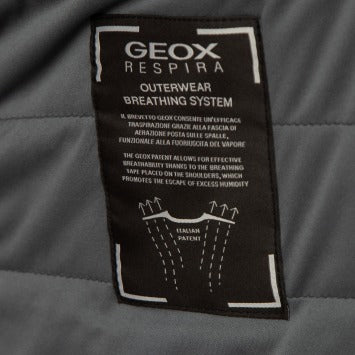 GEOX
RESPIRA
OUTERWEAR
BREATHING SYSTEM
IL BREVETTO GEOX CONSENTE UN'EFFICACE
TRASPIRAZIONE GRAZIE ALLA FASCIA DI
AERAZIONE POSTA SULLE SPALLE,
FUNZIONALE ALLA FUORIUSCITA DEL VAPORE
THE GEOX PATENT ALLOWS FOR EFFECTIVE
BREATHABILITY THANKS TO THE BREATHING
TAPE PLACED ON THE SHOULDERS, WHICH
PROMOTES THE ESCAPE OF EXCESS HUMIDITY
ITALIAN
PATENT